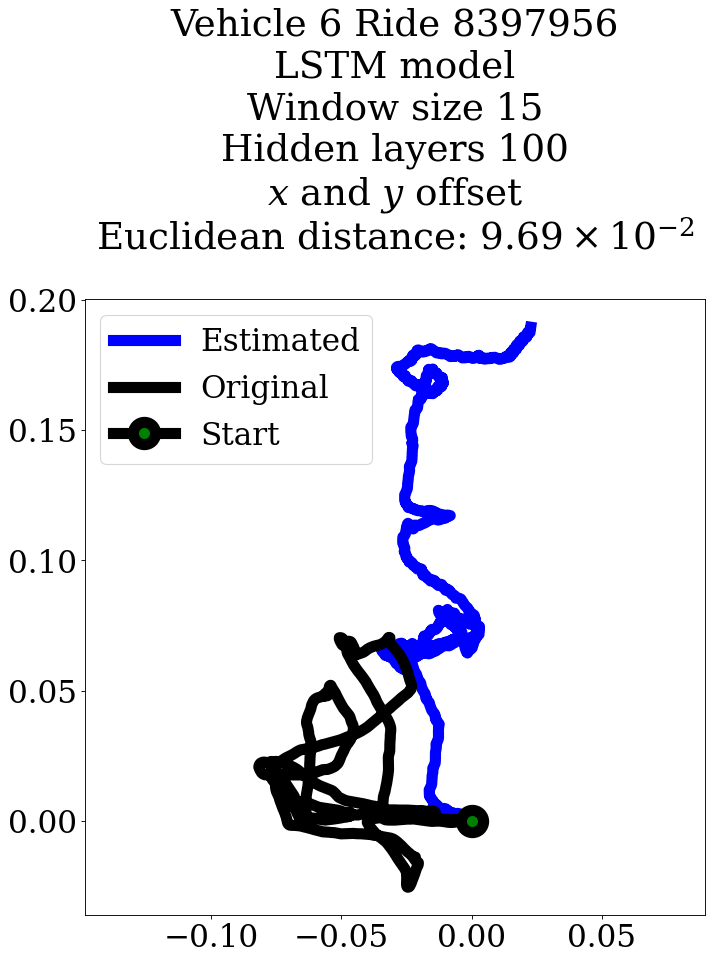 Vehicle 6 Ride 8397956
LSTM model
Window size 15
Hidden layers 100
x and y offset
Euclidean distance: 9.69 × 10⁻²
0.20
0.15
0.10
0.05
0.00
Estimated
Original
Start
−0.10 −0.05 0.00 0.05